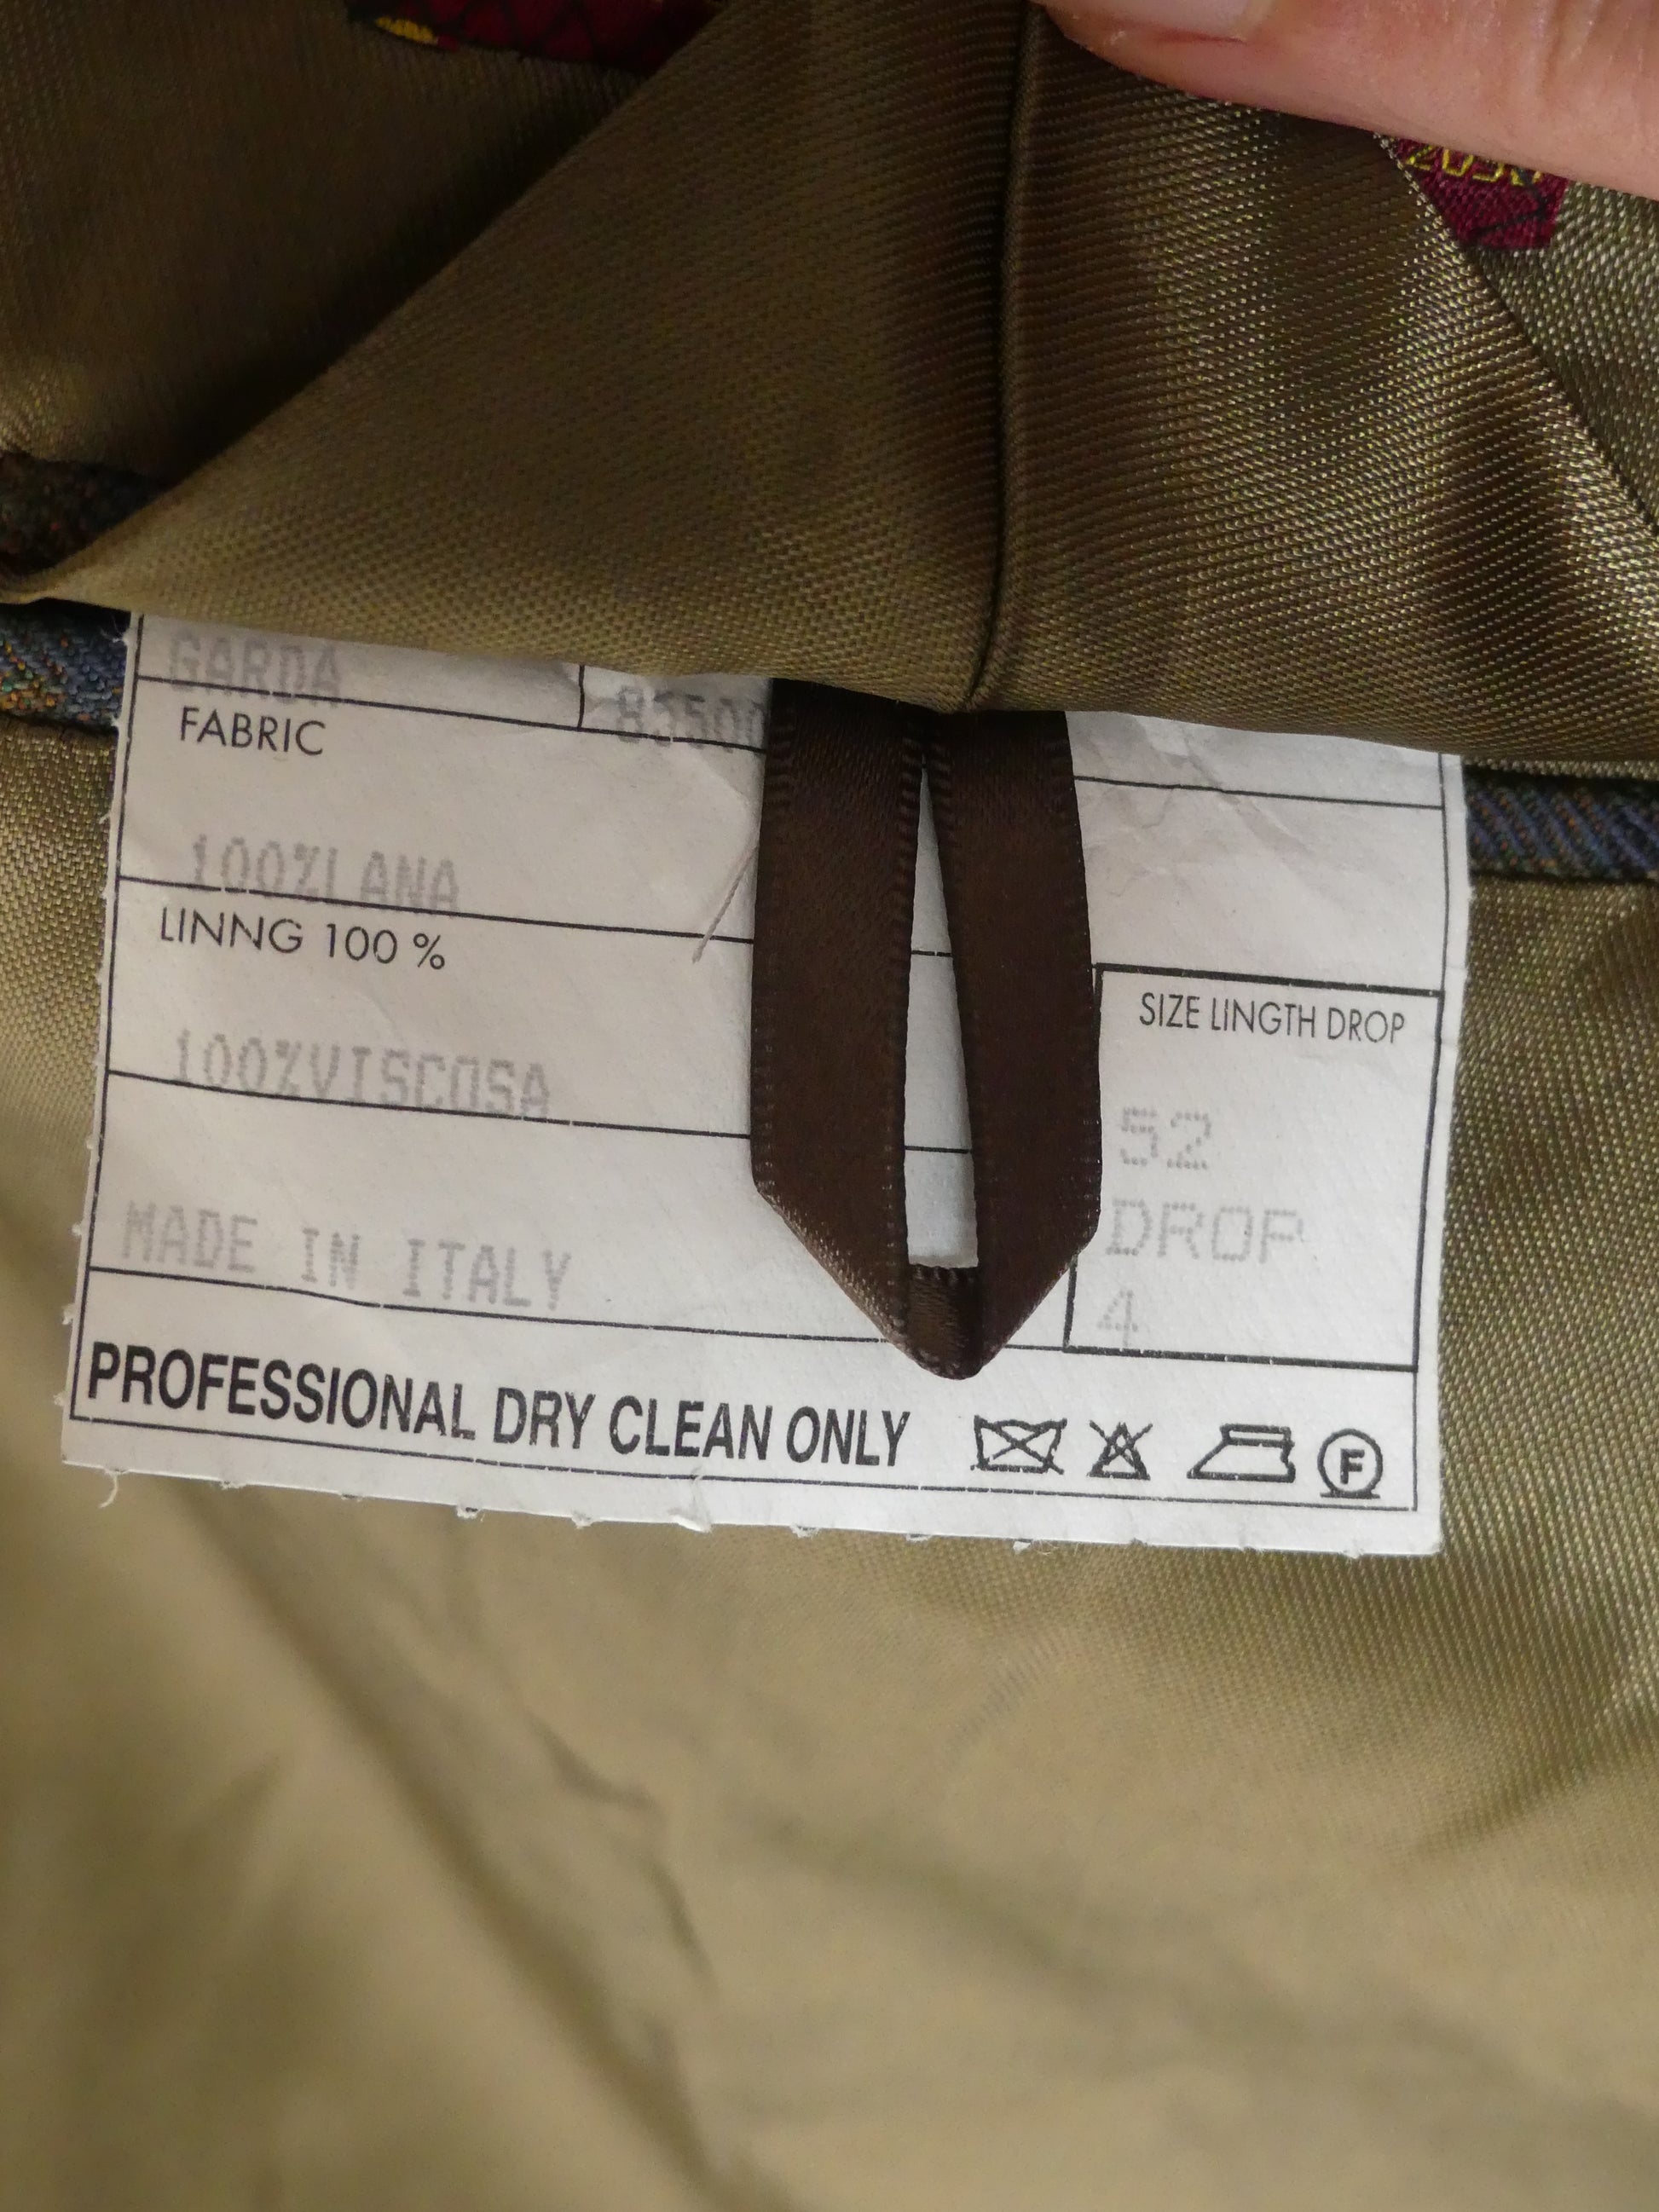 GARDA
FABRIC
100%LANA
LINNG 100 %
100%VISCOSA
SIZE LINGTH DROP
52
DROP
4
MADE IN ITALY
PROFESSIONAL DRY CLEAN ONLY
F